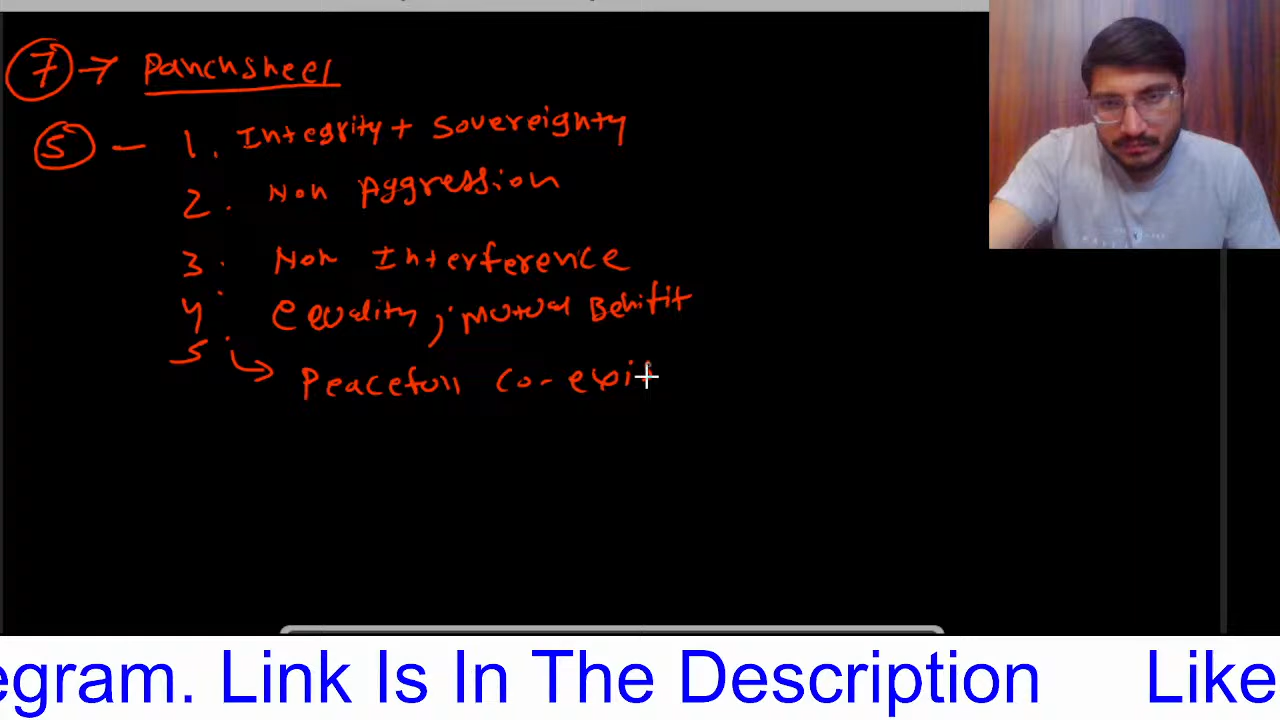 7 → Panchsheel
5 - 1. Integrity + Sovereignty
2. Non Aggression
3. Non Interference
4. Equality, Mutual Benifit
5. → Peacefull Co-exi
egram. Link Is In The Description Like